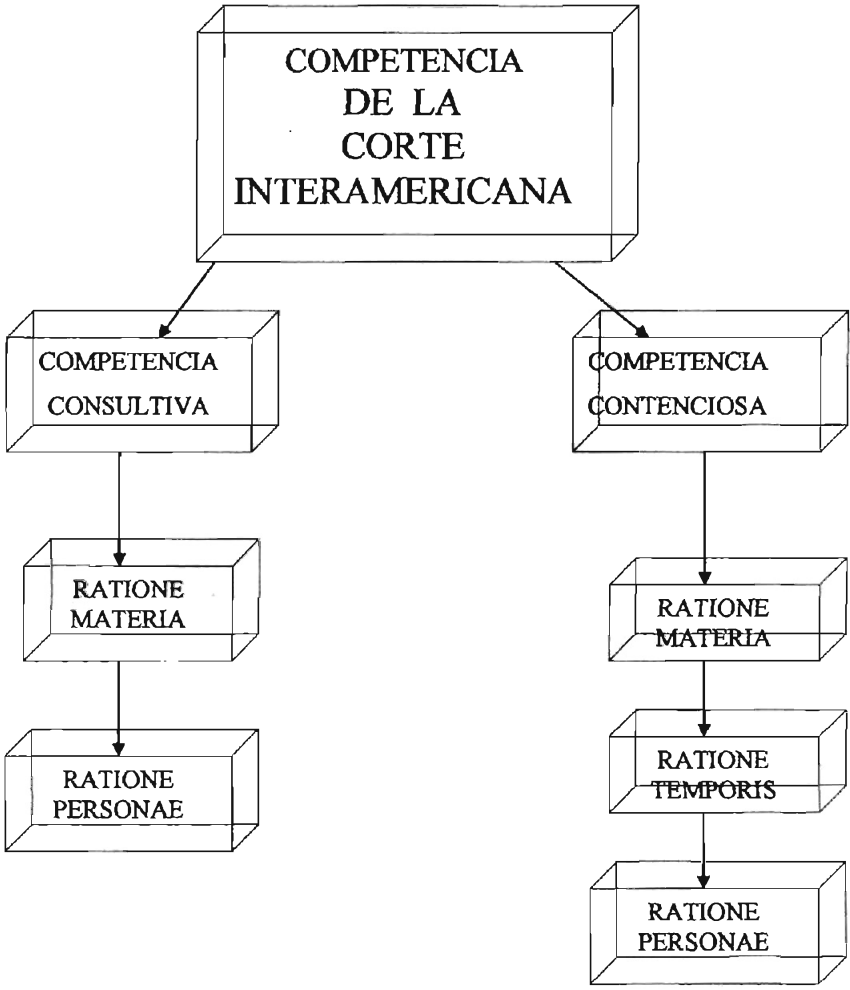 COMPETENCIA
DE LA
CORTE
INTERAMERICANA
COMPETENCIA
CONSULTIVA
COMPETENCIA
CONTENCIOSA
RATIONE
MATERIA
RATIONE
MATERIA
RATIONE
PERSONAE
RATIONE
TEMPORIS
RATIONE
PERSONAE